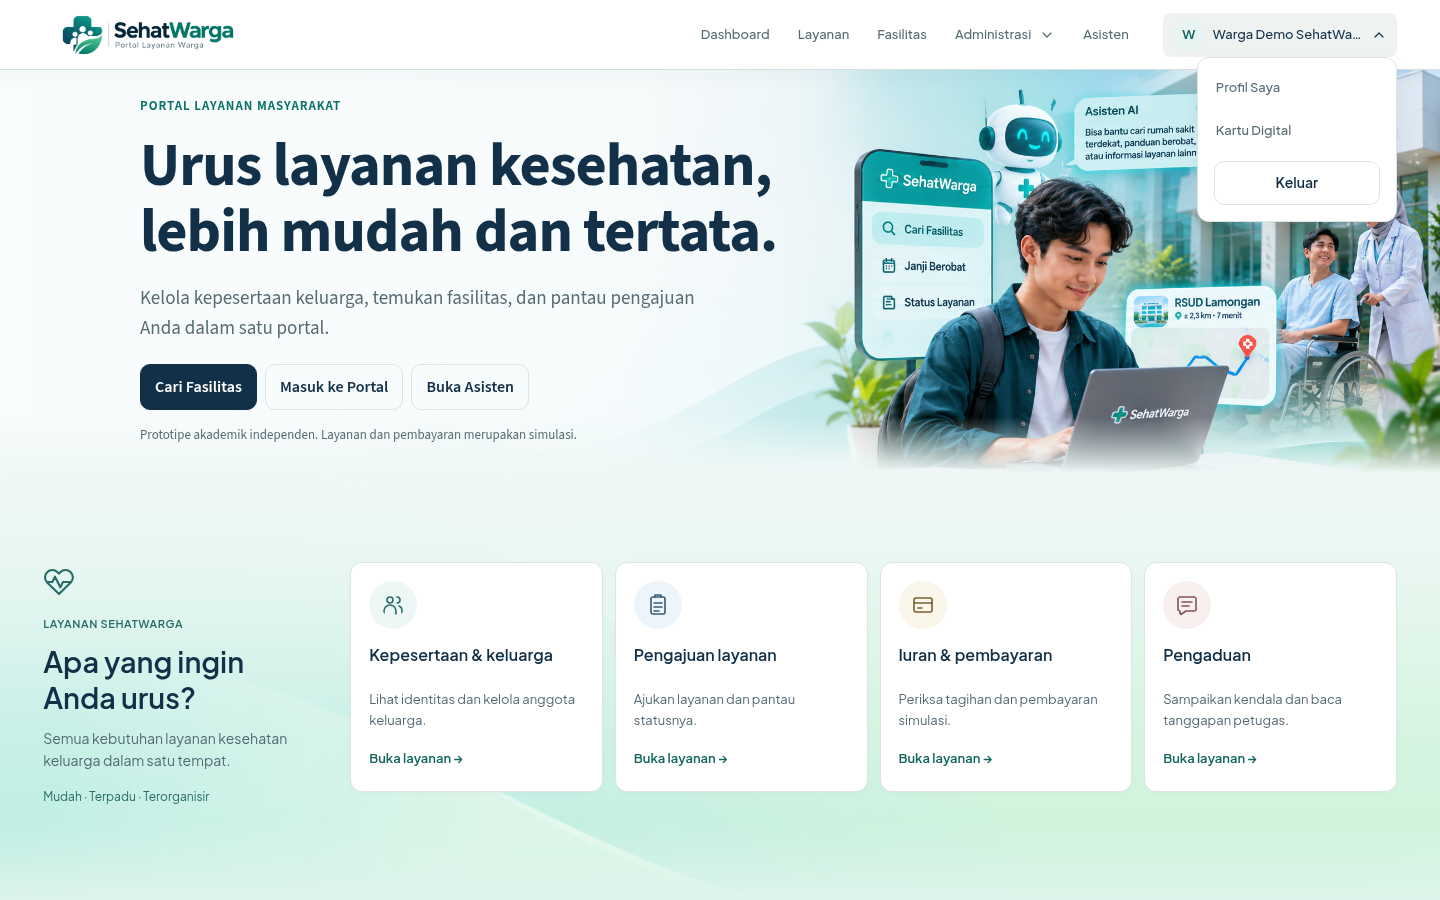 SehatWarga
Portal Layanan Warga
Dashboard
Layanan
Fasilitas
Administrasi
Asisten
W
Warga Demo SehatWa...
Profil Saya
Kartu Digital
Keluar
PORTAL LAYANAN MASYARAKAT
Urus layanan kesehatan,
lebih mudah dan tertata.
Kelola kepesertaan keluarga, temukan fasilitas, dan pantau pengajuan
Anda dalam satu portal.
Cari Fasilitas
Masuk ke Portal
Buka Asisten
Prototipe akademik independen. Layanan dan pembayaran merupakan simulasi.
SehatWarga
Cari Fasilitas
Janji Berobat
Status Layanan
Asisten AI
Bisa bantu cari rumah sakit
terdekat, panduan berobat,
atau informasi layanan
RSUD Lamongan
± 2,3 km • 7 menit
SehatWarga
LAYANAN SEHATWARGA
Apa yang ingin
Anda urus?
Semua kebutuhan layanan kesehatan
keluarga dalam satu tempat.
Mudah · Terpadu · Terorganisir
Kepesertaan & keluarga
Lihat identitas dan kelola anggota
keluarga.
Buka layanan →
Pengajuan layanan
Ajukan layanan dan pantau
statusnya.
Buka layanan →
Iuran & pembayaran
Periksa tagihan dan pembayaran
simulasi.
Buka layanan →
Pengaduan
Sampaikan kendala dan baca
tanggapan petugas.
Buka layanan →